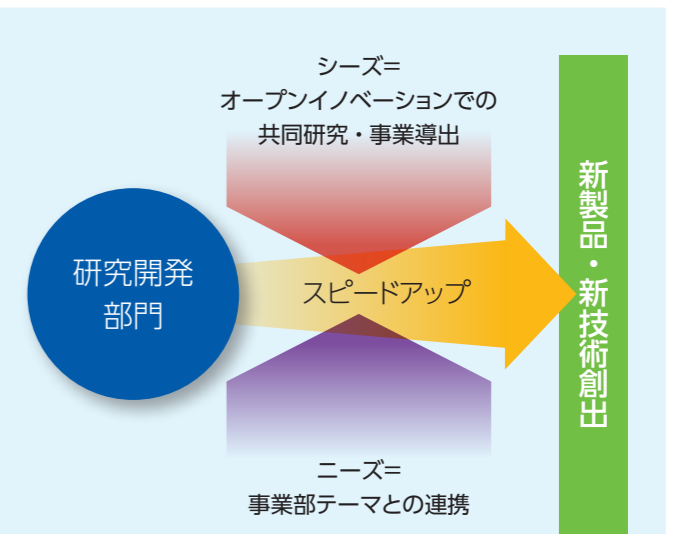 シーズ=
オープンイノベーションでの
共同研究・事業導出
研究開発
部門
スピードアップ
新製品・新技術創出
ニーズ=
事業部テーマとの連携